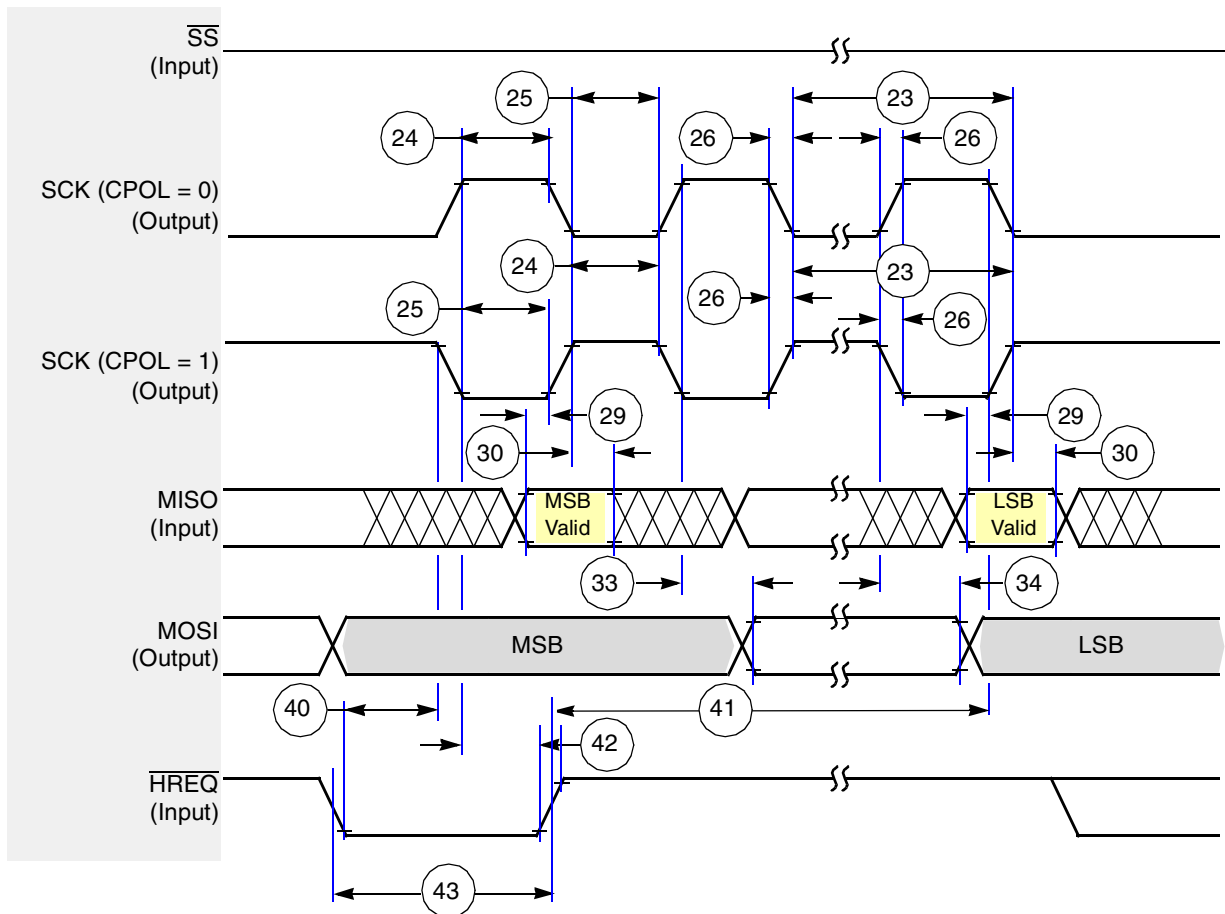 SS
(Input)
25
23
24
26
26
SCK (CPOL = 0)
(Output)
24
23
25
26
26
SCK (CPOL = 1)
(Output)
29
29
30
30
MISO
(Input)
MSB
Valid
LSB
Valid
33
34
MOSI
(Output)
MSB
LSB
40
41
42
HREQ
(Input)
43